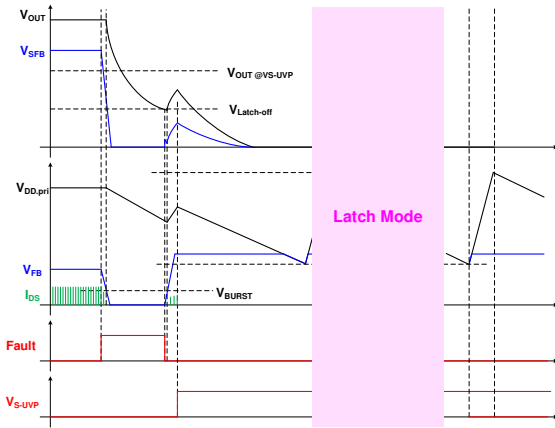 VOUT
VSFB
VOUT @VS-UVP
VLatch-off
VDD.pri
Latch Mode
VFB
IDS
VBURST
Fault
VS-UVP